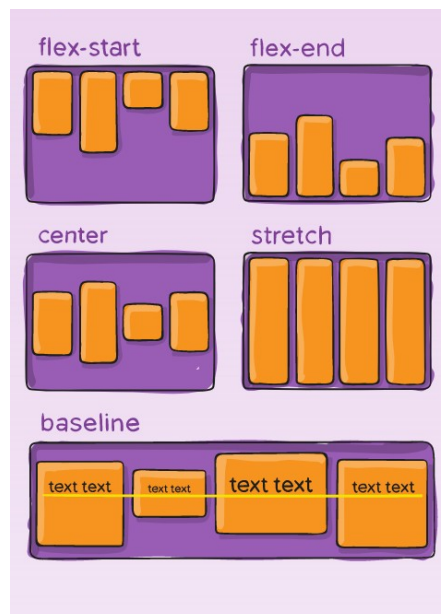 flex-start
flex-end
center
stretch
baseline
text text
text text
text text
text text